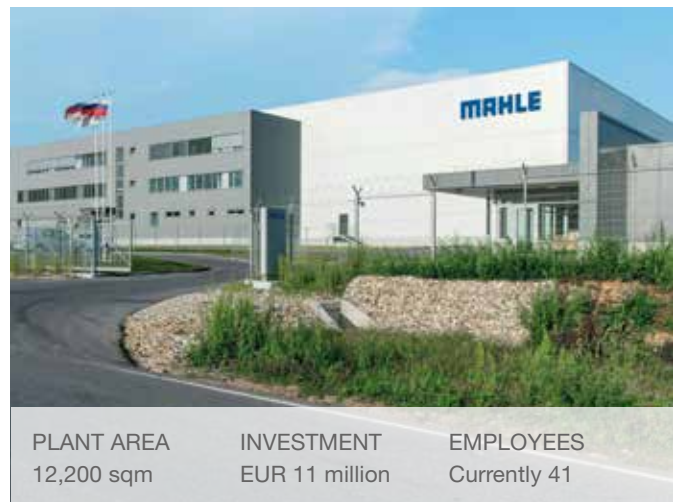 MAHLE
PLANT AREA INVESTMENT EMPLOYEES
12,200 sqm EUR 11 million Currently 41